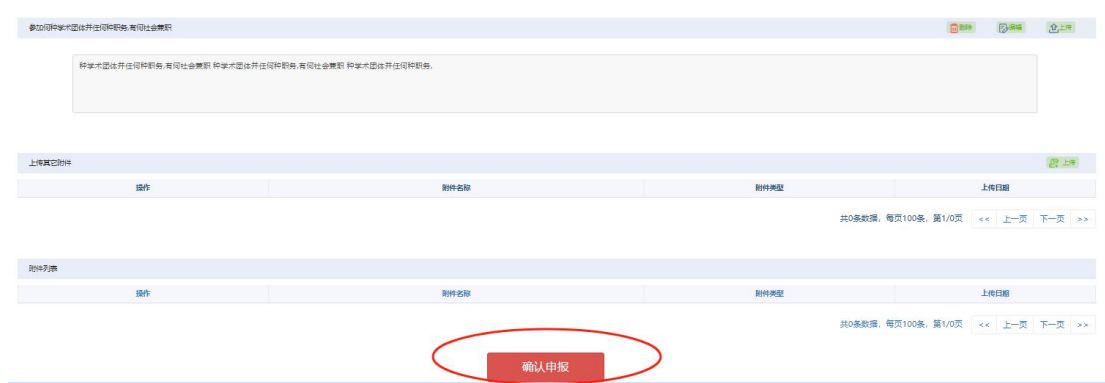 参加何种学术团体并任何种职务,有何社会兼职 删除 编辑 上传
种学术团体并任何种职务,有何社会兼职 种学术团体并任何种职务,有何社会兼职 种学术团体并任何种职务,
上传其它附件 上传
操作 附件名称 附件类型 上传日期
共0条数据, 每页100条, 第1/0页 << 上一页 下一页 >>
附件列表
操作 附件名称 附件类型 上传日期
共0条数据, 每页100条, 第1/0页 << 上一页 下一页 >>
确认申报